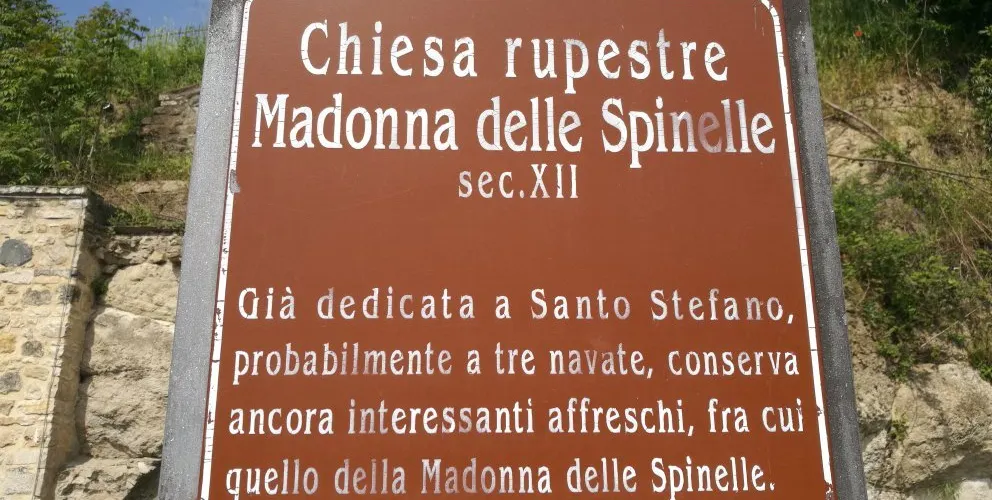 Chiesa rupestre
Madonna delle Spinelle
sec.XII
Già dedicata a Santo Stefano,
probabilmente a tre navate, conserva
ancora interessanti affreschi, fra cui
quello della Madonna delle Spinelle.